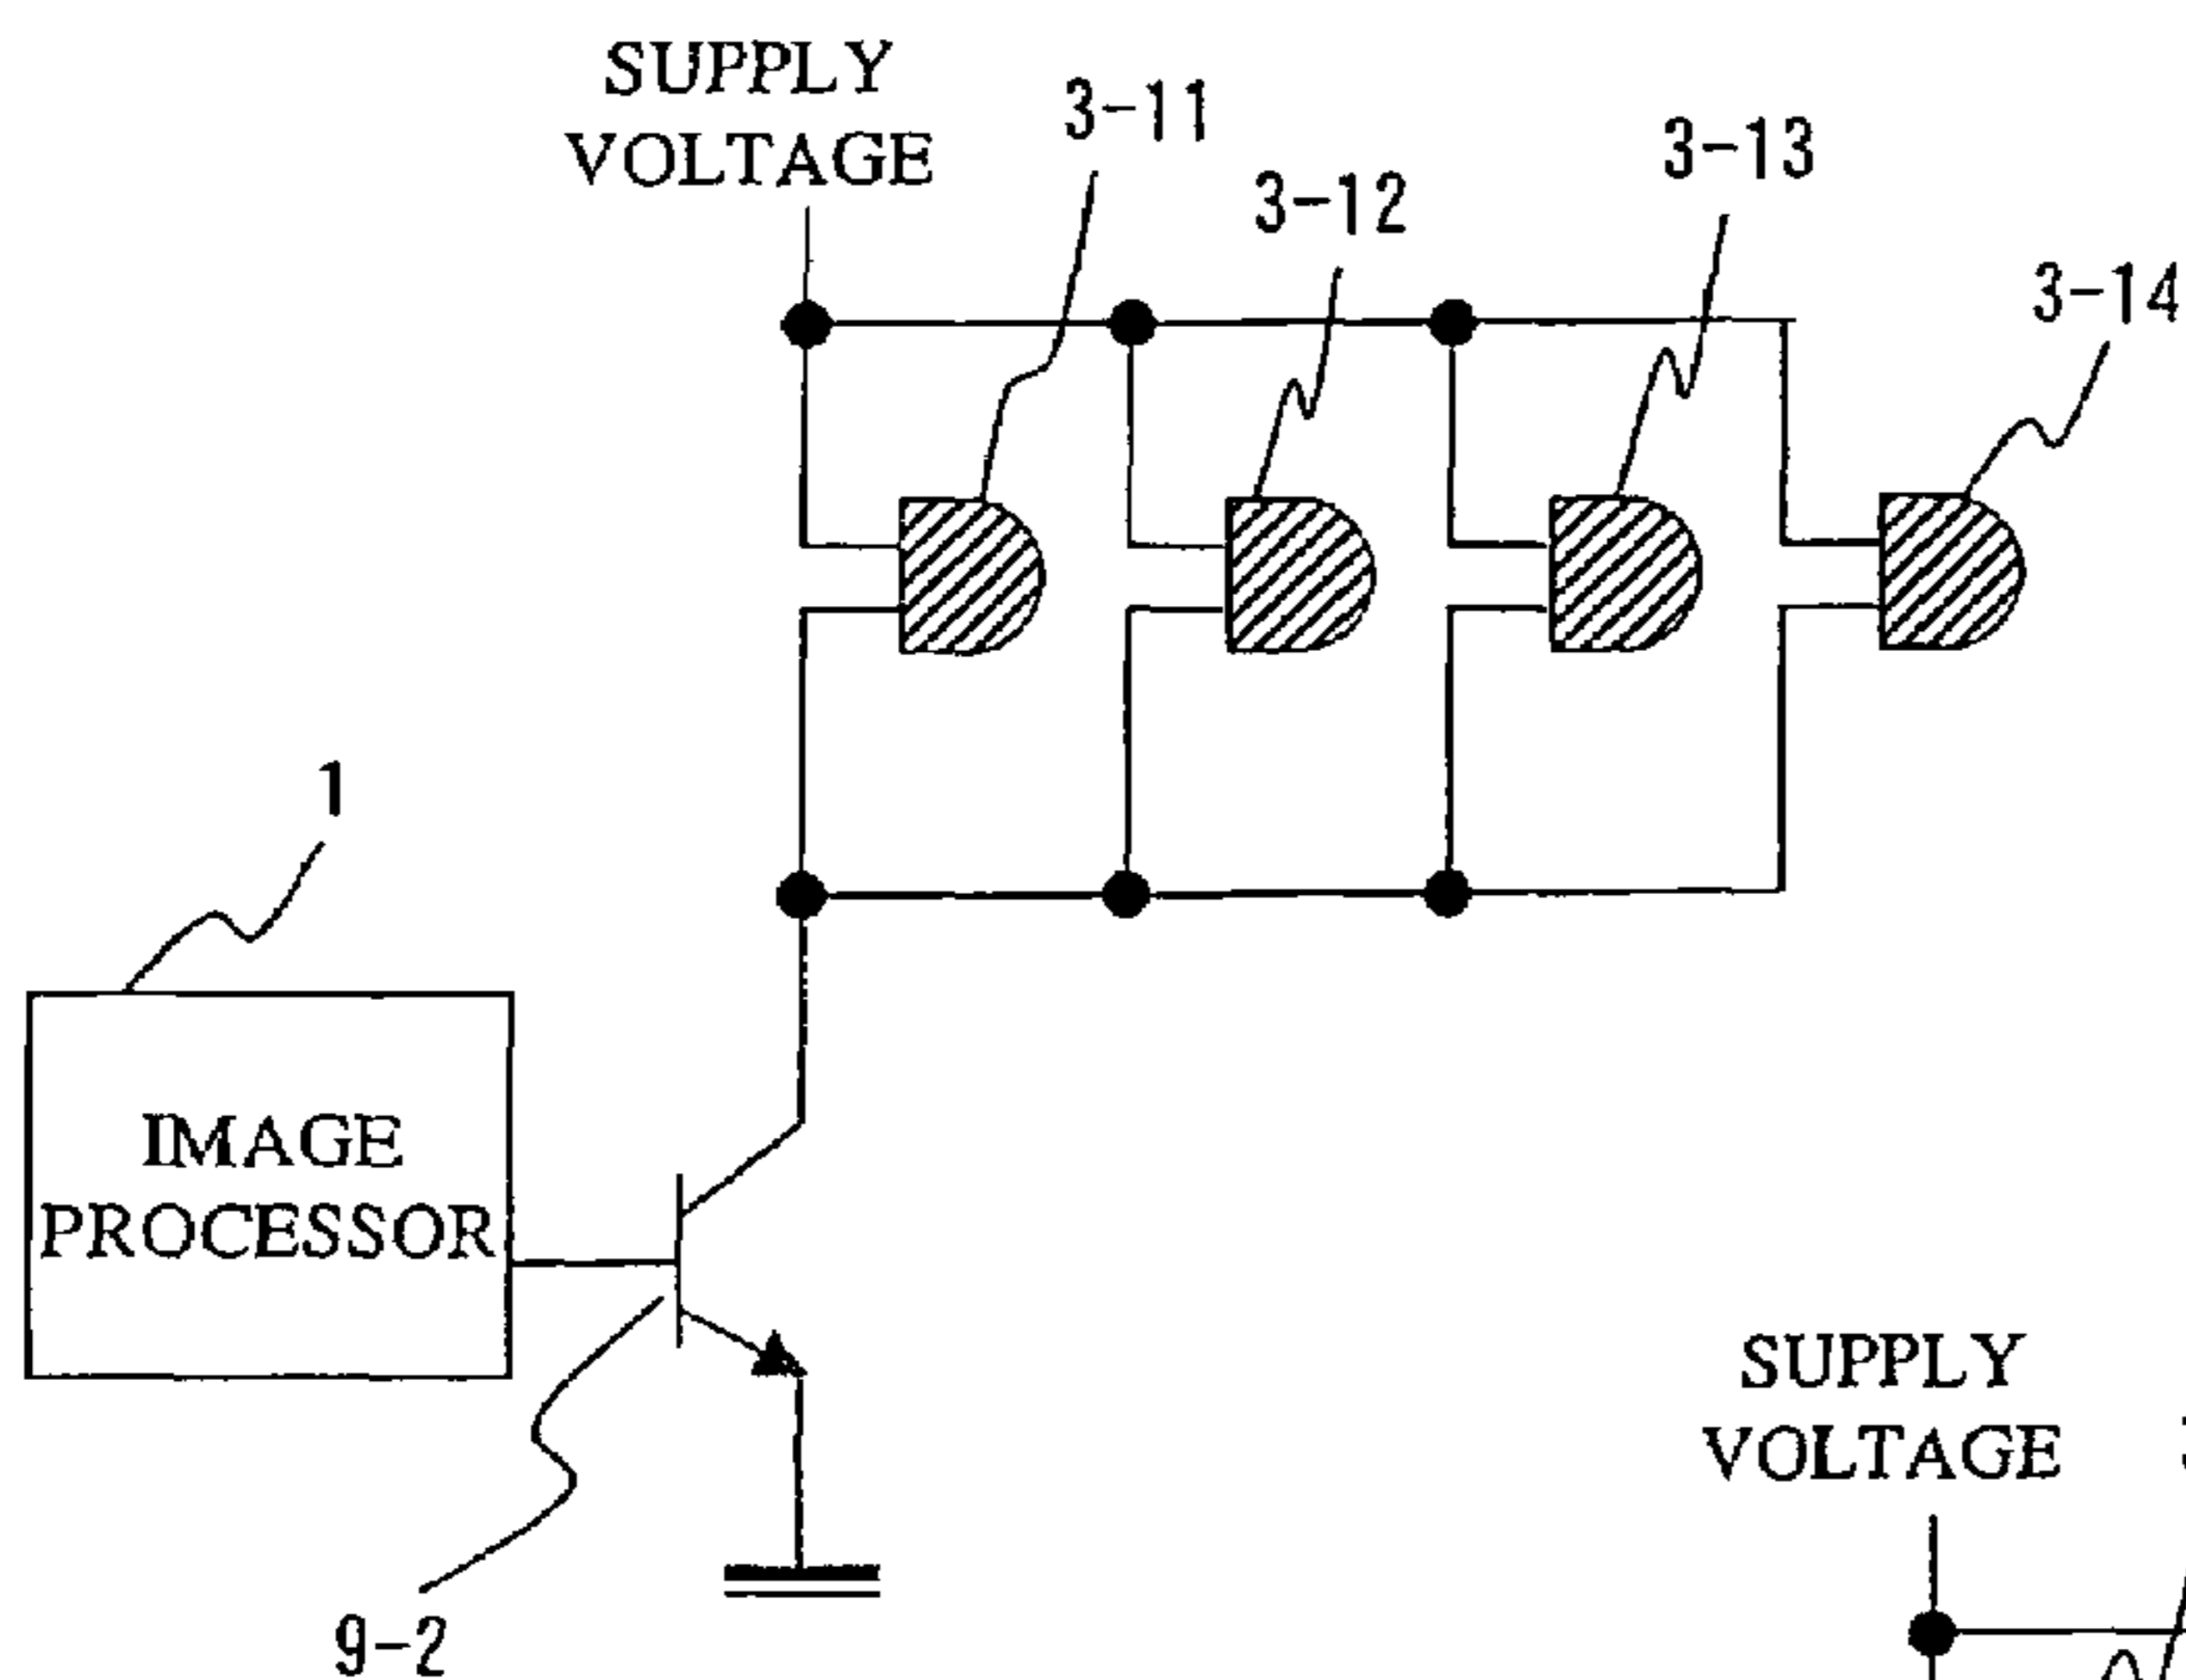 SUPPLY
VOLTAGE
3-11
3-12
3-13
3-14
1
IMAGE
PROCESSOR
9-2
SUPPLY
VOLTAGE